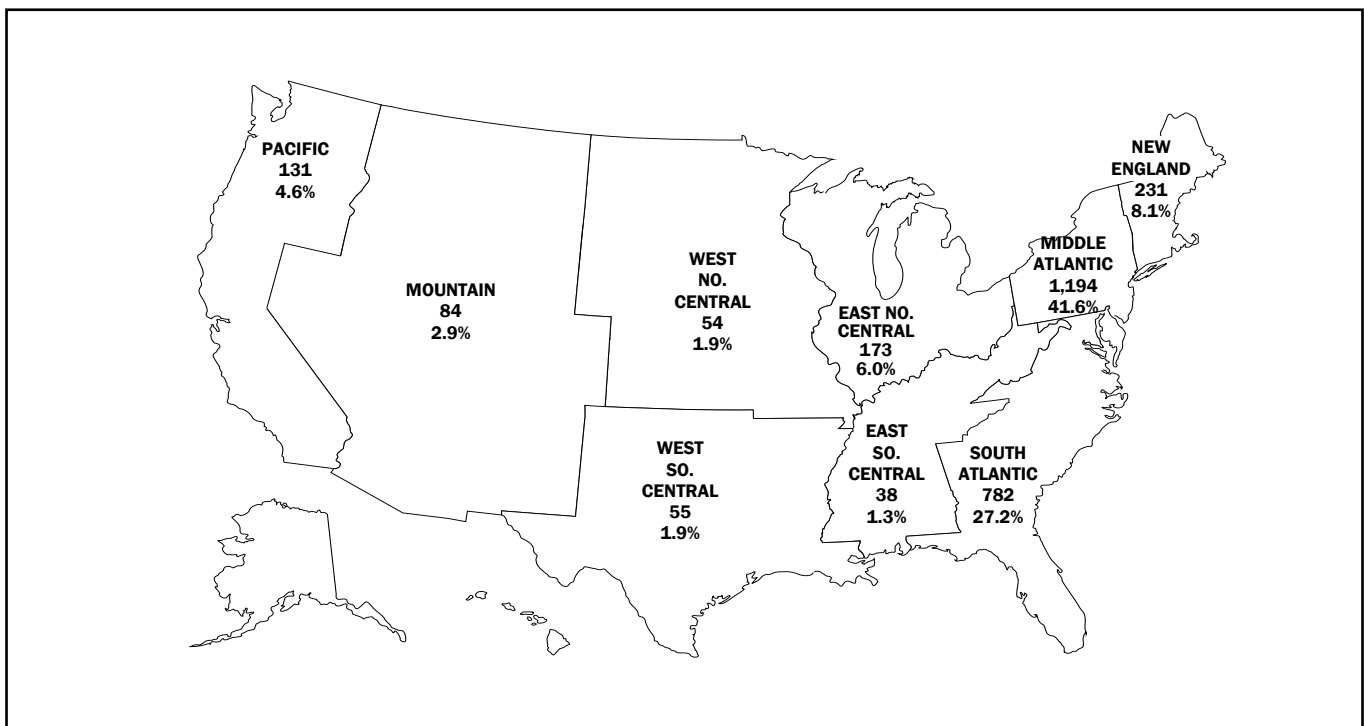 PACIFIC
131
4.6%
MOUNTAIN
84
2.9%
WEST
NO.
CENTRAL
54
1.9%
WEST
SO.
CENTRAL
55
1.9%
EAST NO.
CENTRAL
173
6.0%
EAST
SO.
CENTRAL
38
1.3%
SOUTH
ATLANTIC
782
27.2%
MIDDLE
ATLANTIC
1,194
41.6%
NEW
ENGLAND
231
8.1%